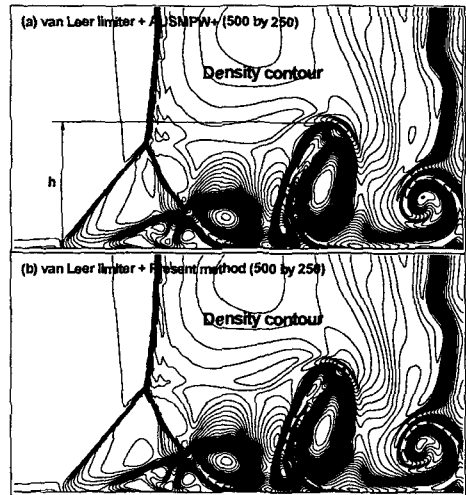 (a) van Leer limiter + AUSMPW+ (500 by 250)
Density contour
h
(b) van Leer limiter + Present method (500 by 250)
Density contour